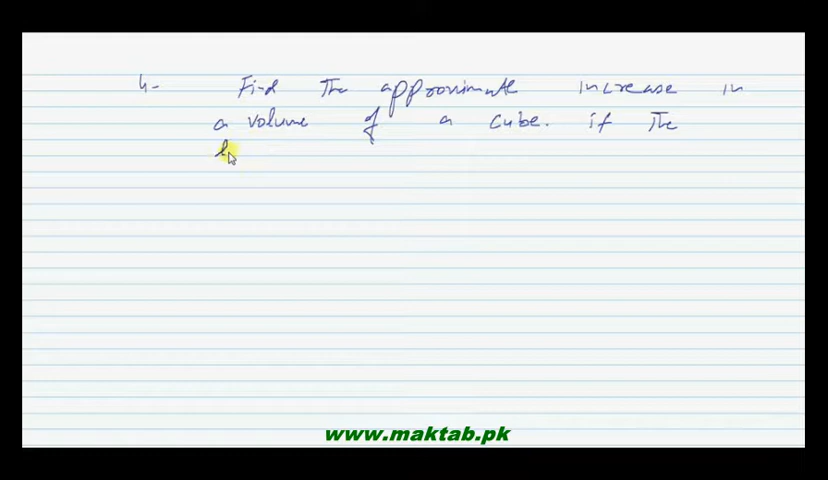 4- Find The approximate increase in
a volume of a cube. if The
www.maktab.pk